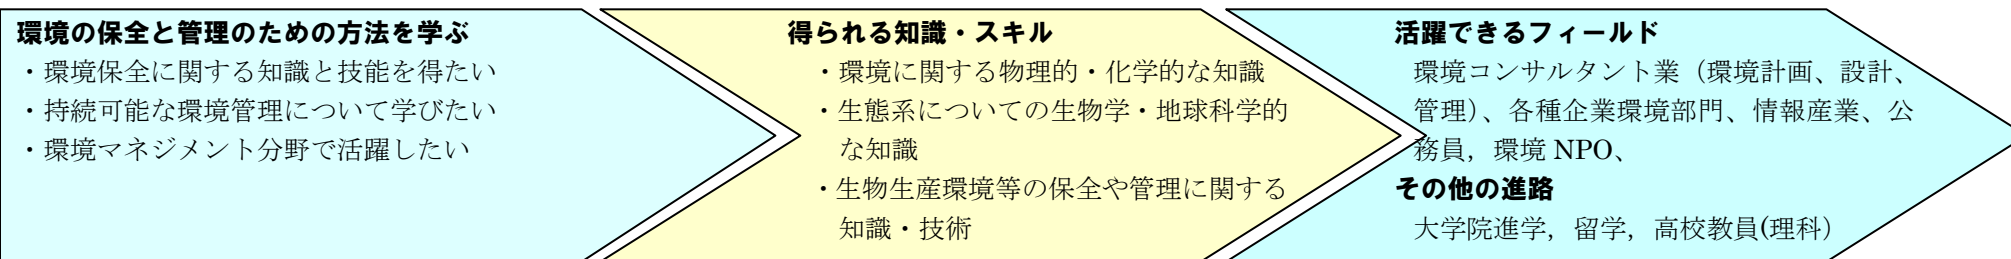 環境の保全と管理のための方法を学ぶ
・環境保全に関する知識と技能を得たい
・持続可能な環境管理について学びたい
・環境マネジメント分野で活躍したい
得られる知識・スキル
・環境に関する物理的・化学的な知識
・生態系についての生物学・地球科学的
な知識
・生物生産環境等の保全や管理に関する
知識・技術
活躍できるフィールド
環境コンサルタント業（環境計画、設計、
管理）、各種企業環境部門、情報産業、公
務員，環境 NPO、
その他の進路
大学院進学，留学，高校教員(理科）